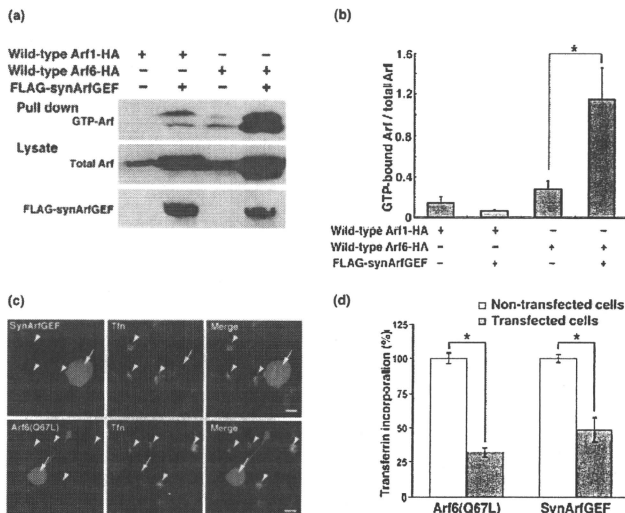 (a)
Wild-type Arf1-HA + + − −
Wild-type Arf6-HA − − + +
FLAG-synArfGEF − + − +
Pull down
GTP-Arf
Lysate
Total Arf
FLAG-synArfGEF
(b)
GTP-bound Arf / total Arf
1.6
1.2
0.8
0.4
0
*
Wild-type Arf1-HA + + − −
Wild-type Arf6-HA − − + +
FLAG-synArfGEF − + − +
(c)
SynArfGEF Tfn Merge
Arf6(Q67L) Tfn Merge
(d)
Non-transfected cells
Transfected cells
Transferrin incorporation (%)
125
100
75
50
25
0
* *
Arf6(Q67L) SynArfGEF